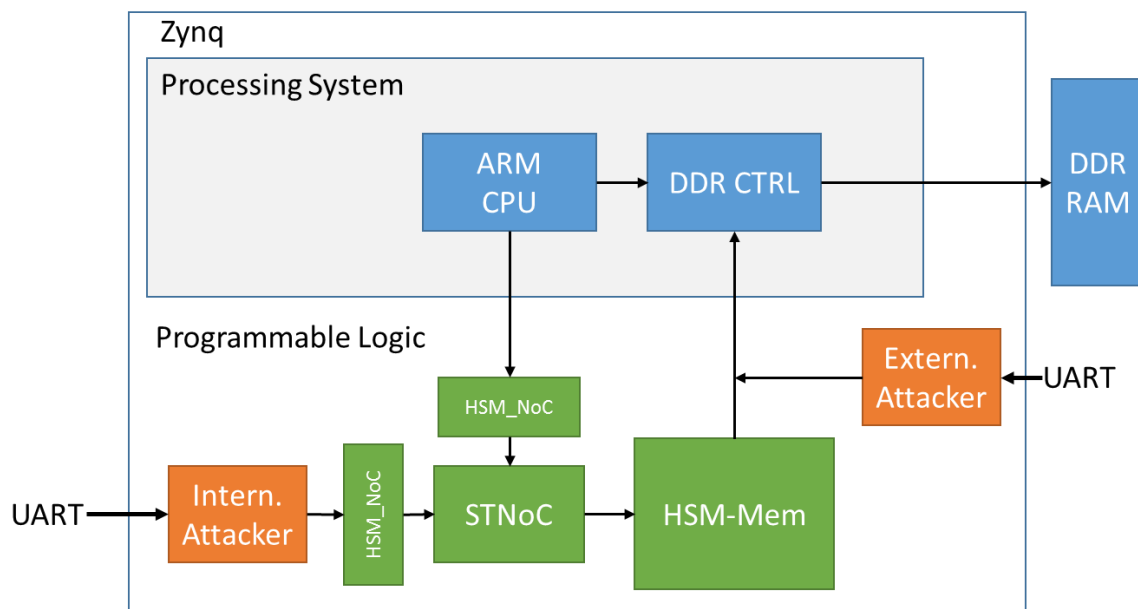 Zynq
Processing System
ARM
CPU
DDR CTRL
DDR
RAM
Programmable Logic
Extern.
Attacker
UART
HSM_NoC
HSM_NoC
Intern.
Attacker
UART
STNoC
HSM-Mem